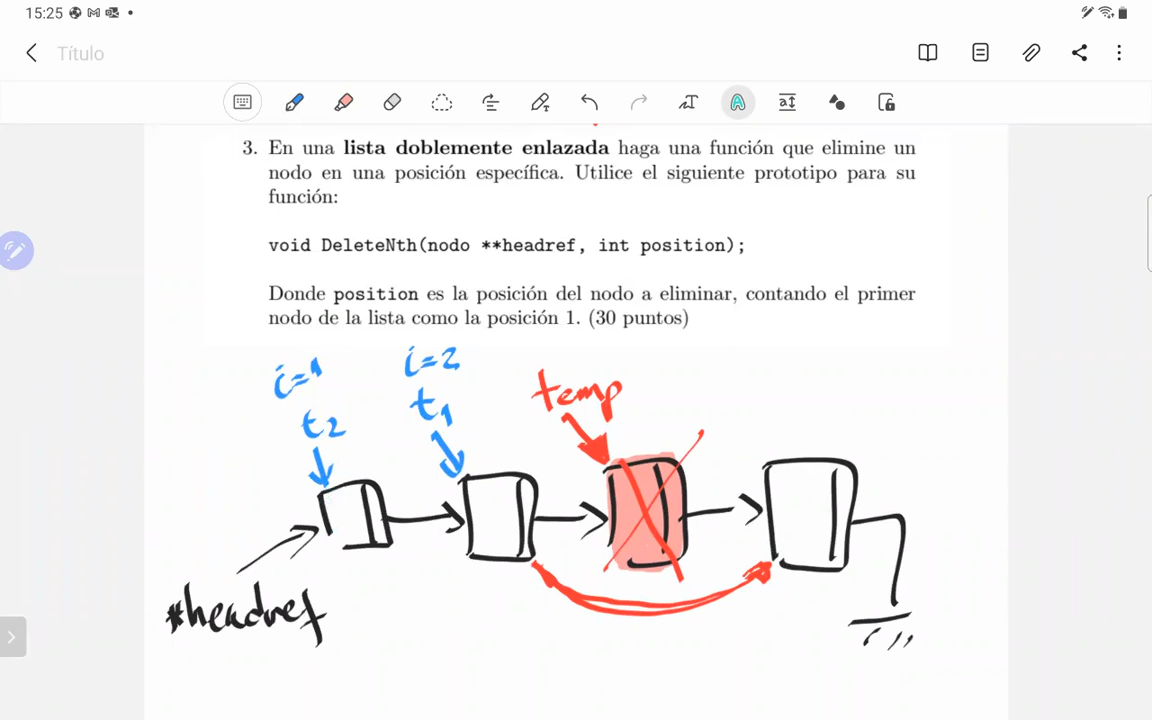 15:25
Título
3. En una lista doblemente enlazada haga una función que elimine un
nodo en una posición específica. Utilice el siguiente prototipo para su
función:
void DeleteNth(nodo **headref, int position);
Donde position es la posición del nodo a eliminar, contando el primer
nodo de la lista como la posición 1. (30 puntos)
i=1
i=2
temp
t2
t1
*headref